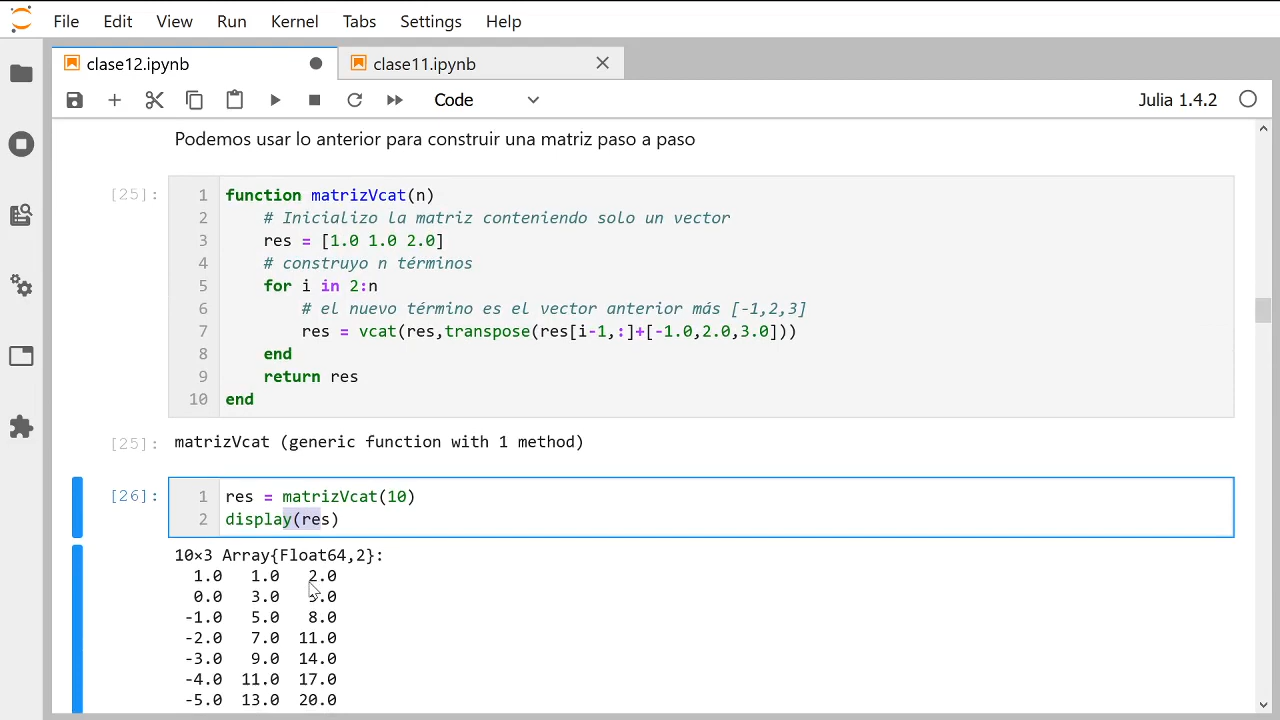 File Edit View Run Kernel Tabs Settings Help
clase12.ipynb
clase11.ipynb
Code
Julia 1.4.2
Podemos usar lo anterior para construir una matriz paso a paso
[25]:
1 function matrizVcat(n)
2 # Inicializo la matriz conteniendo solo un vector
3 res = [1.0 1.0 2.0]
4 # construyo n términos
5 for i in 2:n
6 # el nuevo término es el vector anterior más [-1,2,3]
7 res = vcat(res,transpose(res[i-1,:]+[-1.0,2.0,3.0]))
8 end
9 return res
10 end
[25]: matrizVcat (generic function with 1 method)
[26]:
1 res = matrizVcat(10)
2 display(res)
10×3 Array{Float64,2}:
1.0 1.0 2.0
0.0 3.0 .0
-1.0 5.0 8.0
-2.0 7.0 11.0
-3.0 9.0 14.0
-4.0 11.0 17.0
-5.0 13.0 20.0